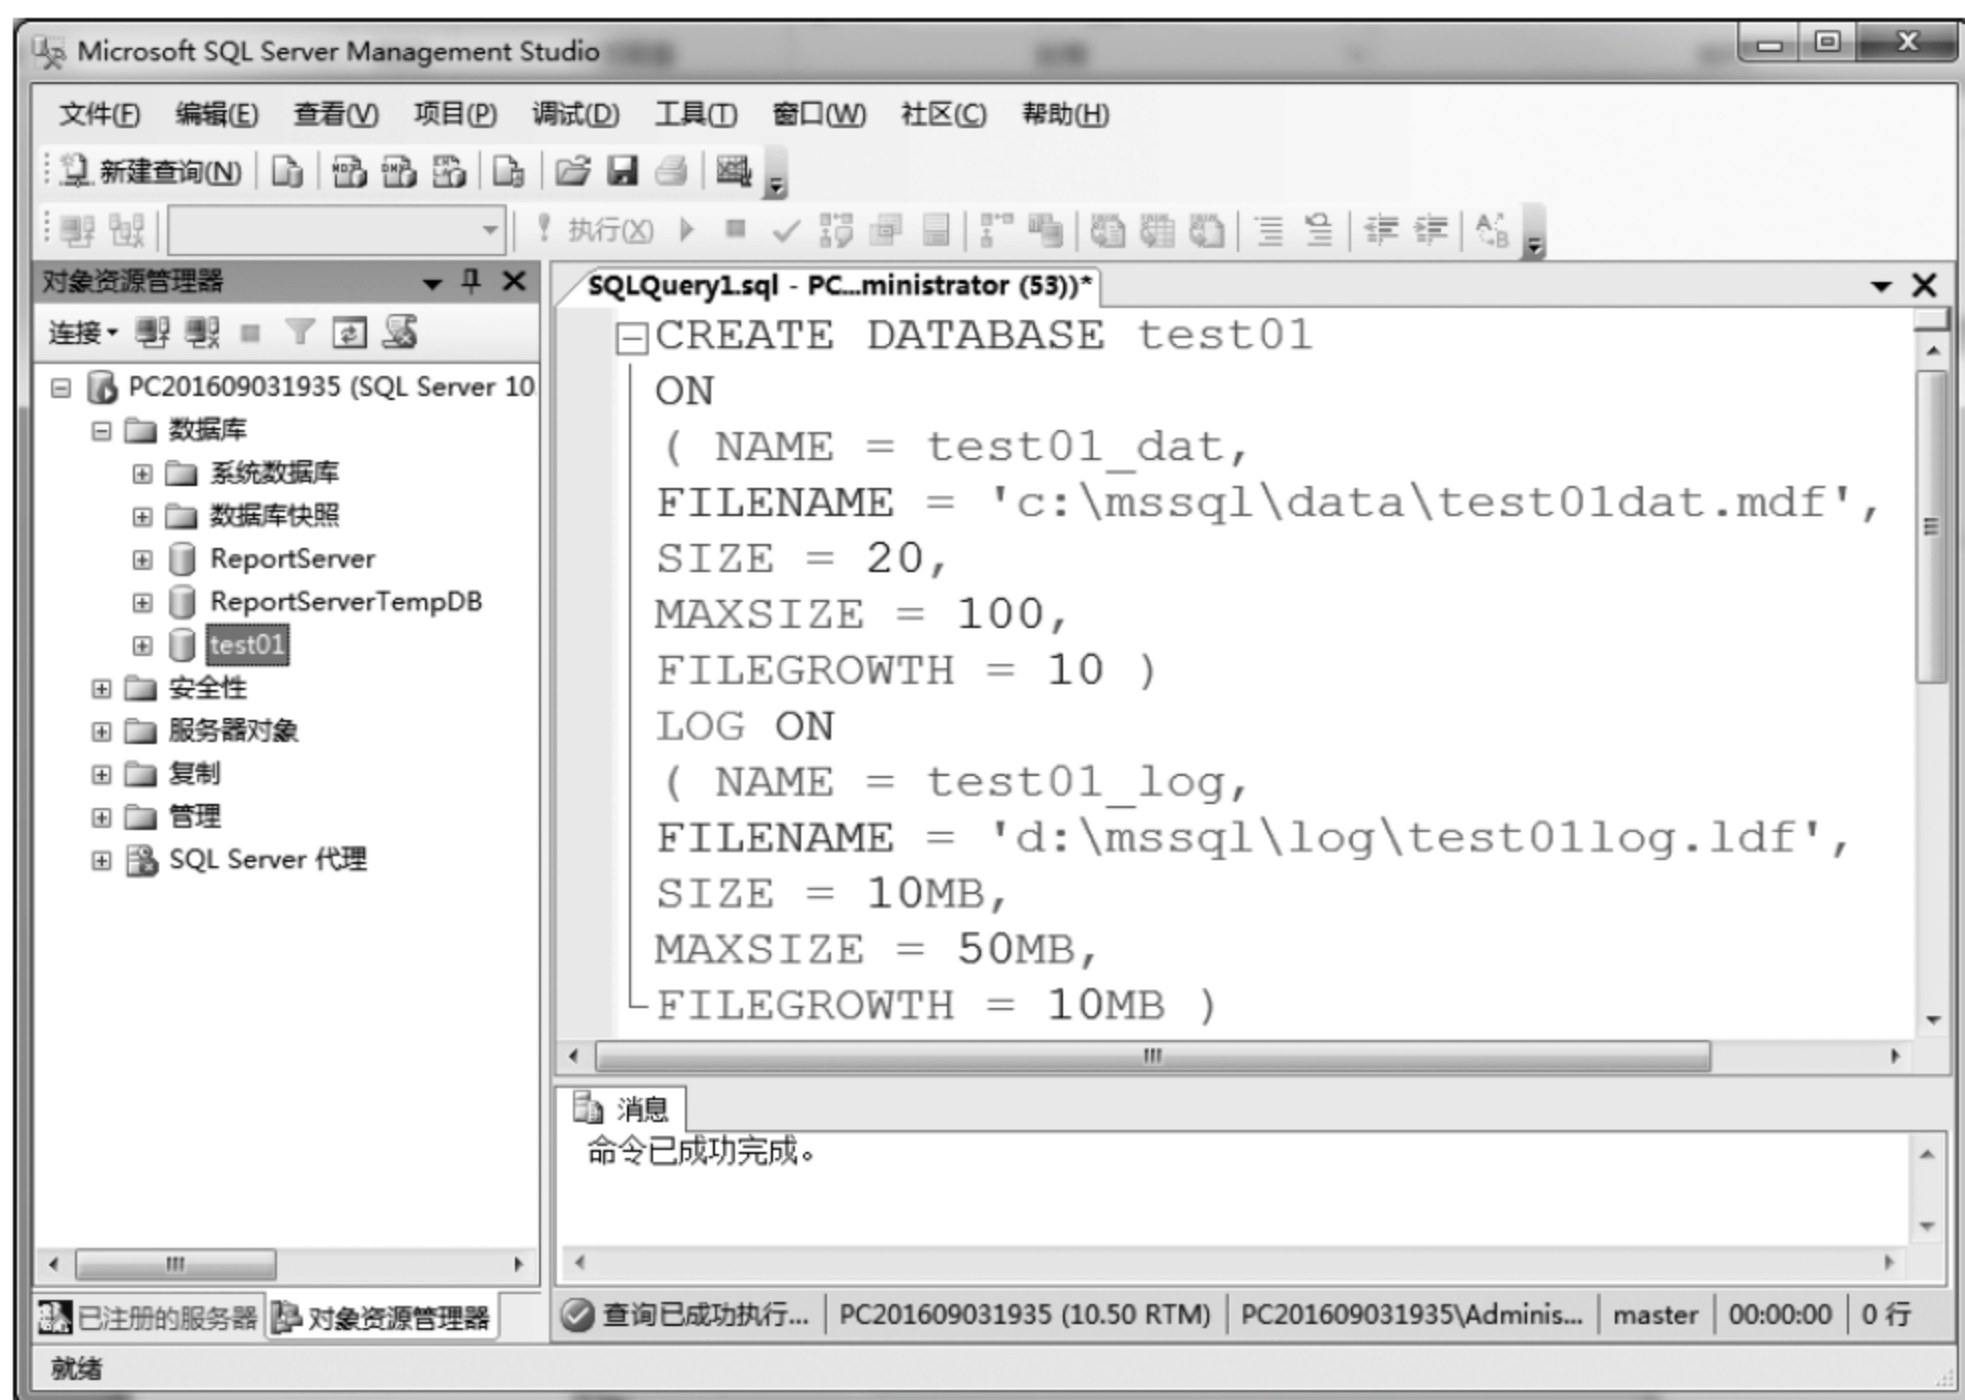 Microsoft SQL Server Management Studio
文件(F) 编辑(E) 查看(V) 项目(P) 调试(D) 工具(T) 窗口(W) 社区(C) 帮助(H)
新建查询(N)
执行(X)
对象资源管理器
连接
PC201609031935 (SQL Server 10
数据库
系统数据库
数据库快照
ReportServer
ReportServerTempDB
test01
安全性
服务器对象
复制
管理
SQL Server 代理
已注册的服务器 对象资源管理器
SQLQuery1.sql - PC...ministrator (53))*
CREATE DATABASE test01
ON
( NAME = test01_dat,
FILENAME = 'c:\mssql\data\test01dat.mdf',
SIZE = 20,
MAXSIZE = 100,
FILEGROWTH = 10 )
LOG ON
( NAME = test01_log,
FILENAME = 'd:\mssql\log\test01log.ldf',
SIZE = 10MB,
MAXSIZE = 50MB,
FILEGROWTH = 10MB )
消息
命令已成功完成。
查询已成功执行... PC201609031935 (10.50 RTM) PC201609031935\Adminis... master 00:00:00 0 行
就绪